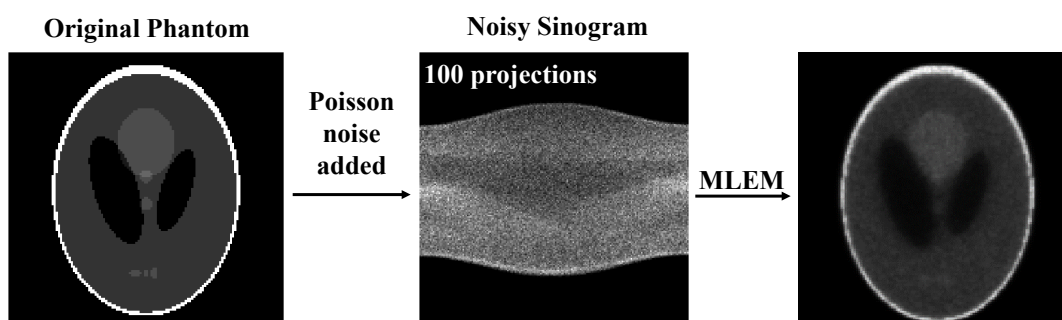 Original Phantom
Noisy Sinogram
100 projections
Poisson
noise
added
MLEM